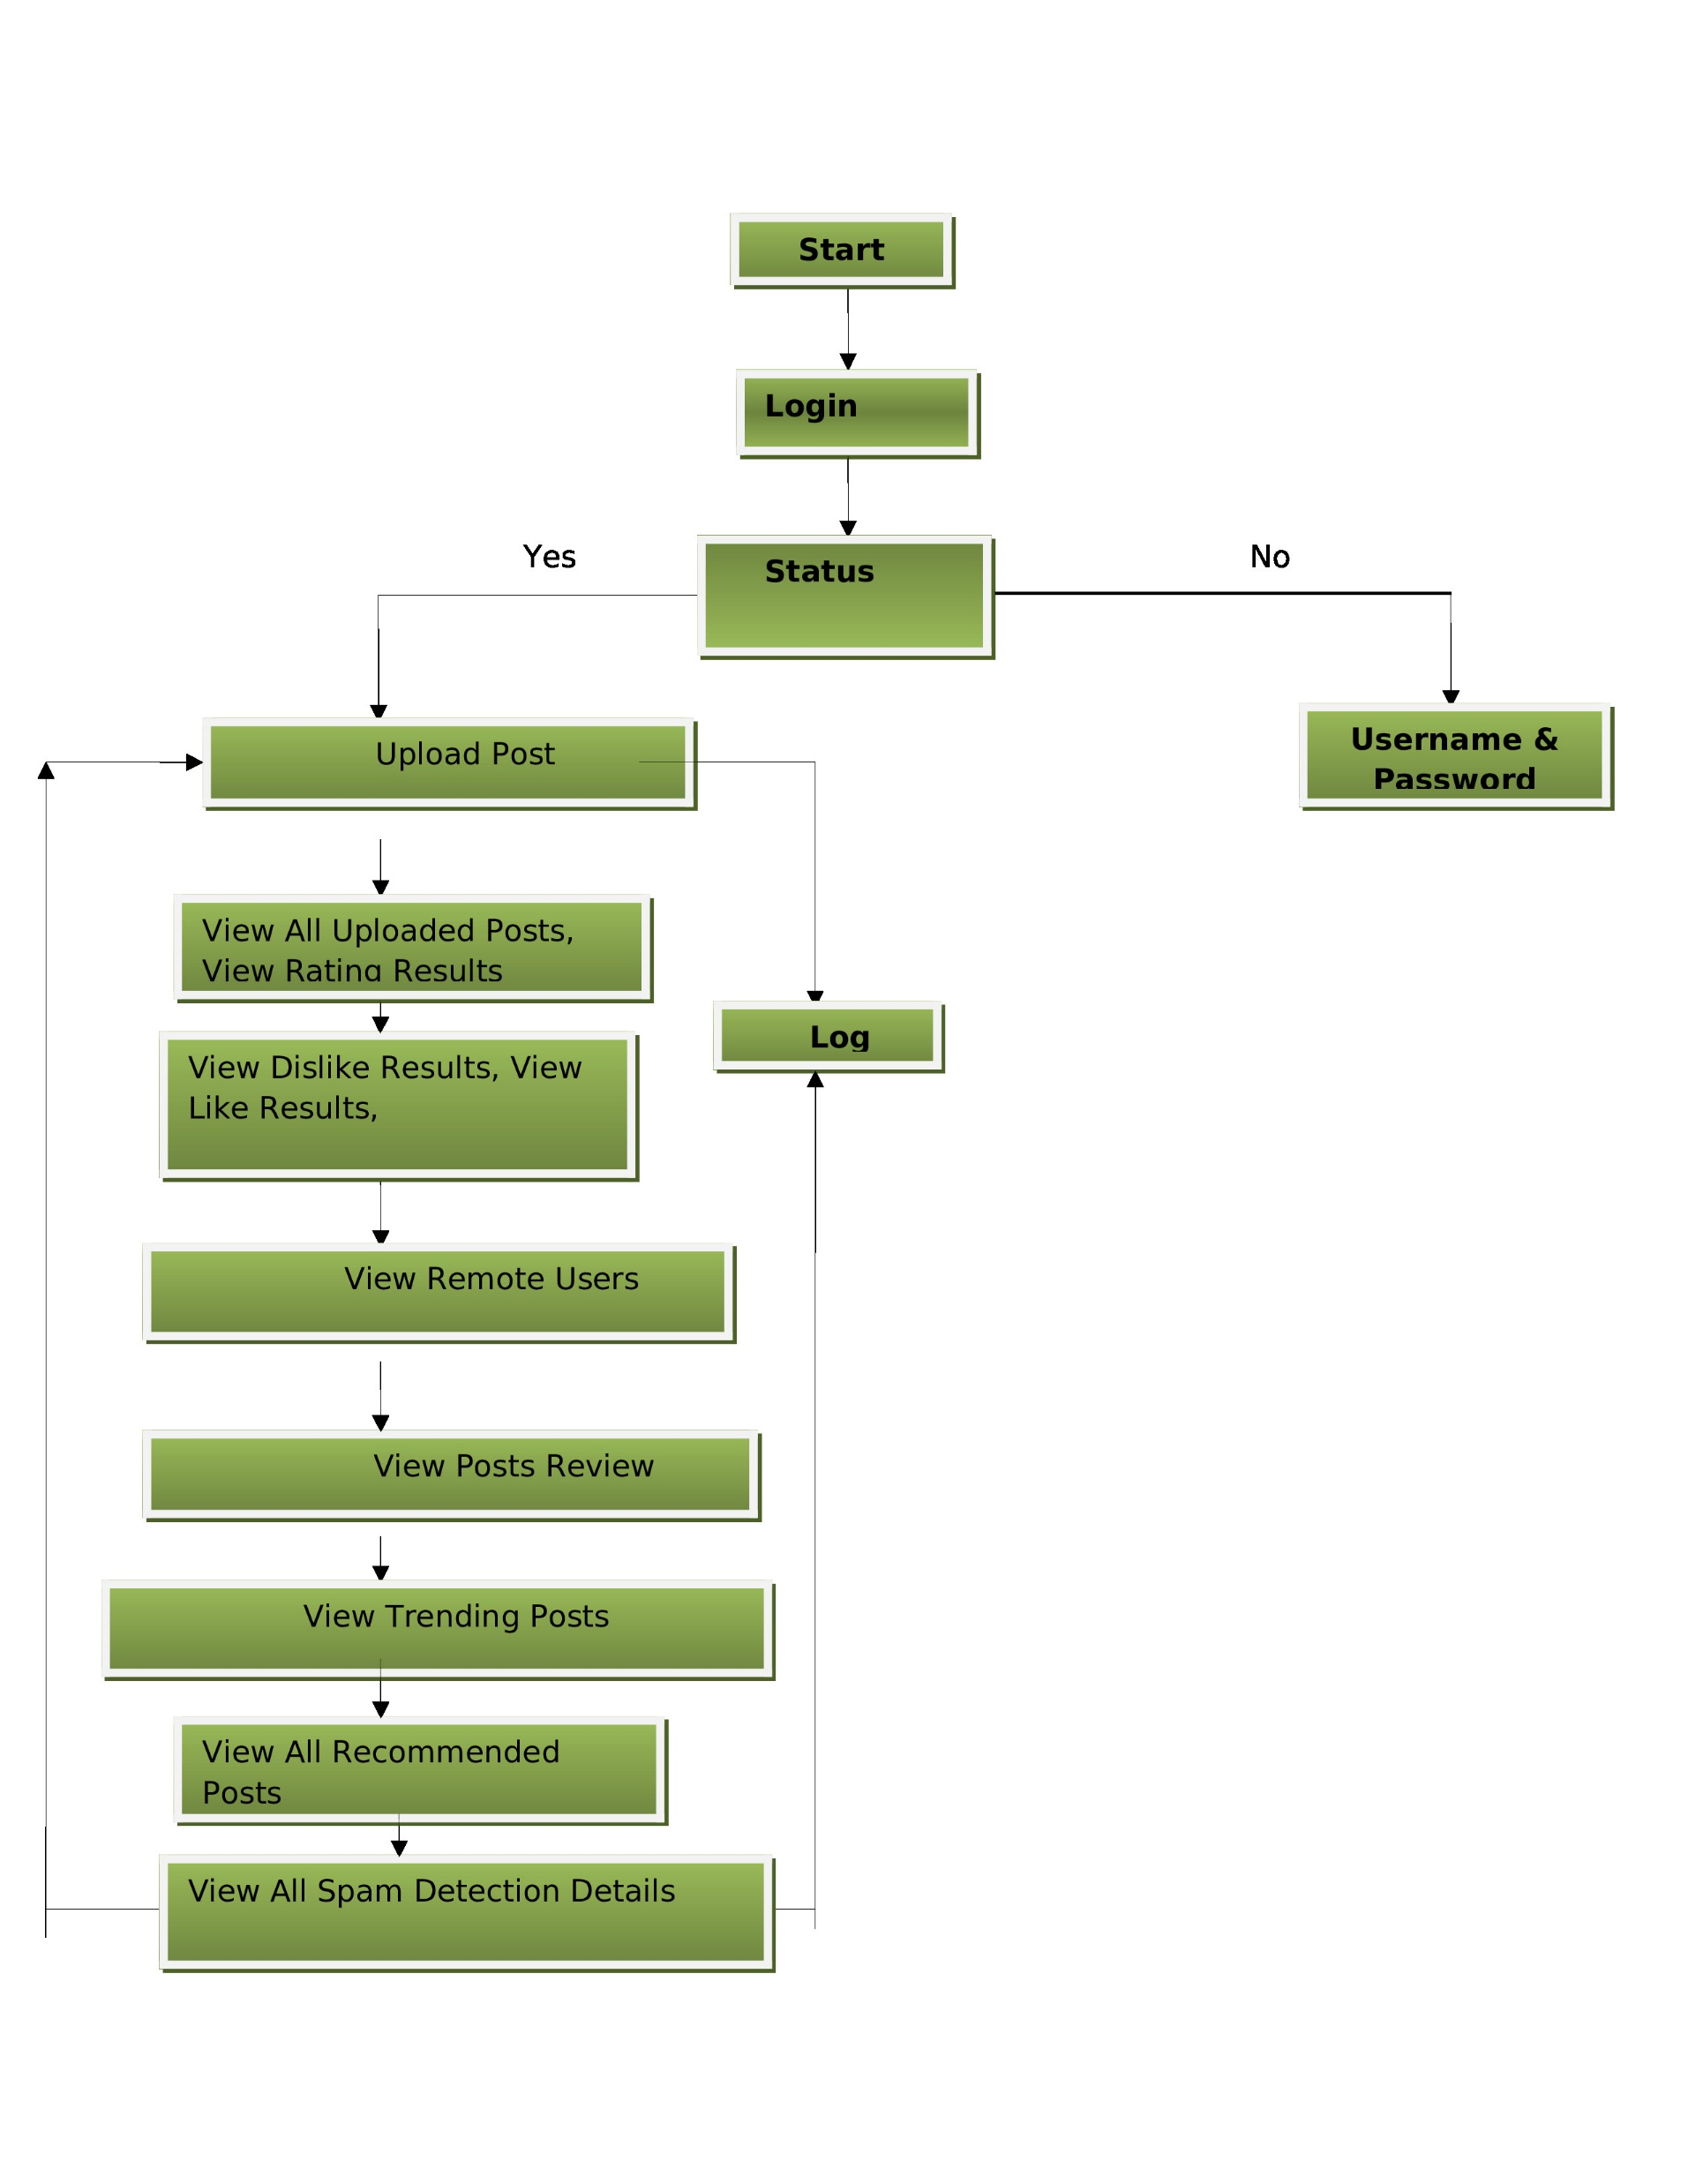 Start
Login
Status
Yes
No
Upload Post
Username &
Password
View All Uploaded Posts,
View Rating Results
Log
View Dislike Results, View
Like Results,
View Remote Users
View Posts Review
View Trending Posts
View All Recommended
Posts
View All Spam Detection Details